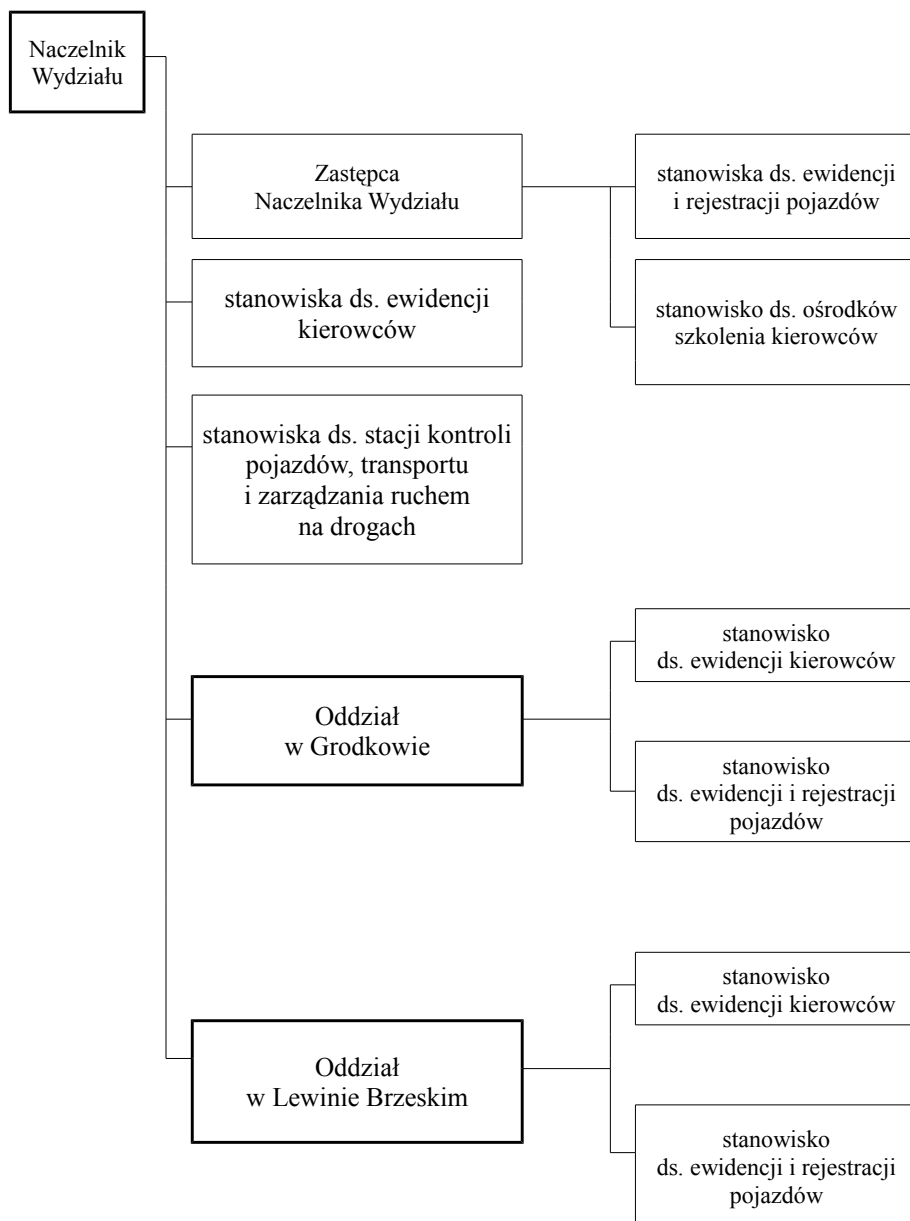 Naczelnik
Wydziału
Zastępca
Naczelnika Wydziału
stanowiska ds. ewidencji
i rejestracji pojazdów
stanowiska ds. ewidencji
kierowców
stanowisko ds. ośrodków
szkolenia kierowców
stanowiska ds. stacji kontroli
pojazdów, transportu
i zarządzania ruchem
na drogach
Oddział
w Grodkowie
stanowisko
ds. ewidencji kierowców
stanowisko
ds. ewidencji i rejestracji
pojazdów
Oddział
w Lewinie Brzeskim
stanowisko
ds. ewidencji kierowców
stanowisko
ds. ewidencji i rejestracji
pojazdów